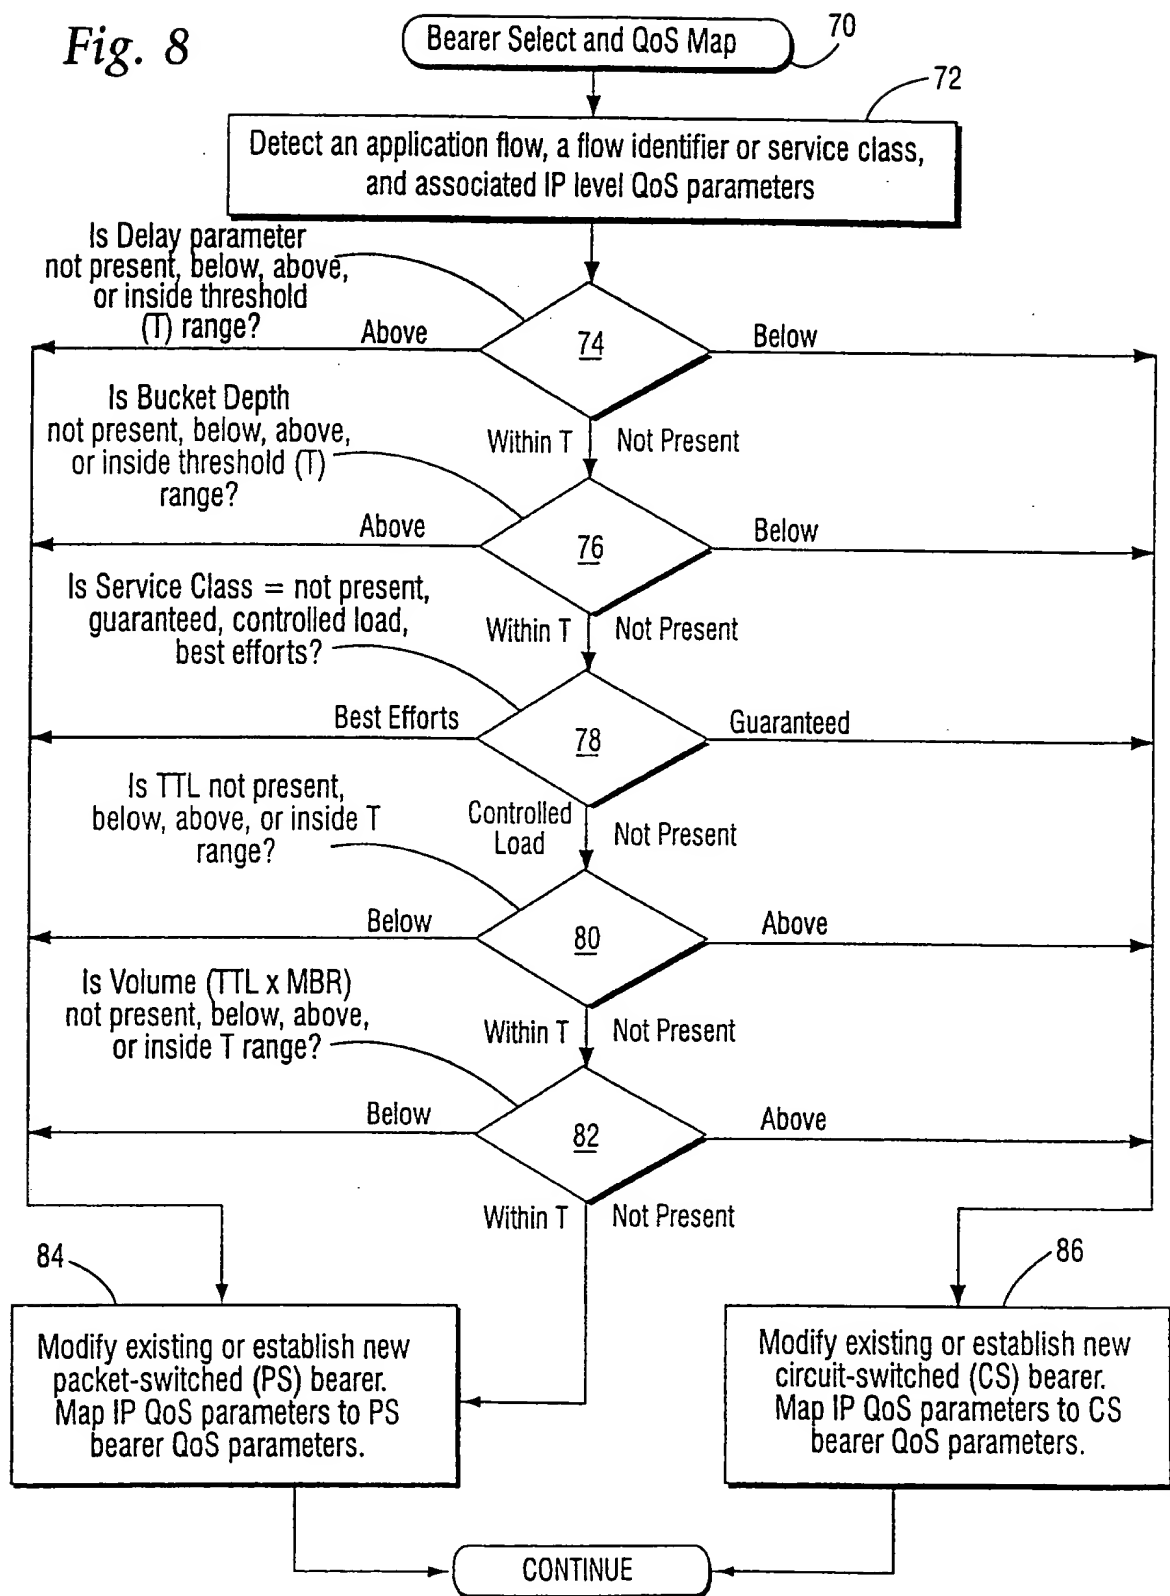 Fig. 8
Bearer Select and QoS Map
70
72
Detect an application flow, a flow identifier or service class,
and associated IP level QoS parameters
Is Delay parameter
not present, below, above,
or inside threshold
(T) range?
Above
74
Below
Within T
Not Present
Is Bucket Depth
not present, below, above,
or inside threshold (T)
range?
Above
76
Below
Within T
Not Present
Is Service Class = not present,
guaranteed, controlled load,
best efforts?
Best Efforts
78
Guaranteed
Controlled
Load
Not Present
Is TTL not present,
below, above, or inside T
range?
Below
80
Above
Within T
Not Present
Is Volume (TTL x MBR)
not present, below, above,
or inside T range?
Below
82
Above
Within T
Not Present
84
Modify existing or establish new
packet-switched (PS) bearer.
Map IP QoS parameters to PS
bearer QoS parameters.
86
Modify existing or establish new
circuit-switched (CS) bearer.
Map IP QoS parameters to CS
bearer QoS parameters.
CONTINUE